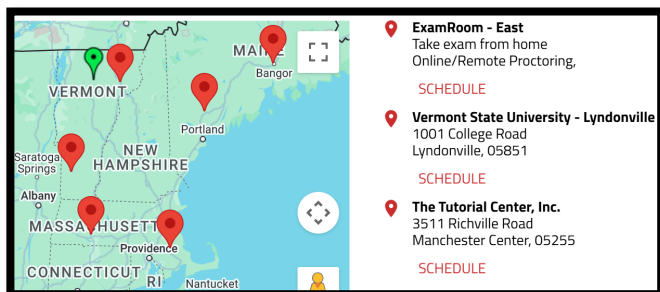 MAINE
Bangor
VERMONT
Portland
NEW
HAMPSHIRE
Saratoga
Springs
Albany
MASSACHUSETTS
Providence
CONNECTICUT
RI
Nantucket
ExamRoom - East
Take exam from home
Online/Remote Proctoring,
SCHEDULE
Vermont State University - Lyndonville
1001 College Road
Lyndonville, 05851
SCHEDULE
The Tutorial Center, Inc.
3511 Richville Road
Manchester Center, 05255
SCHEDULE